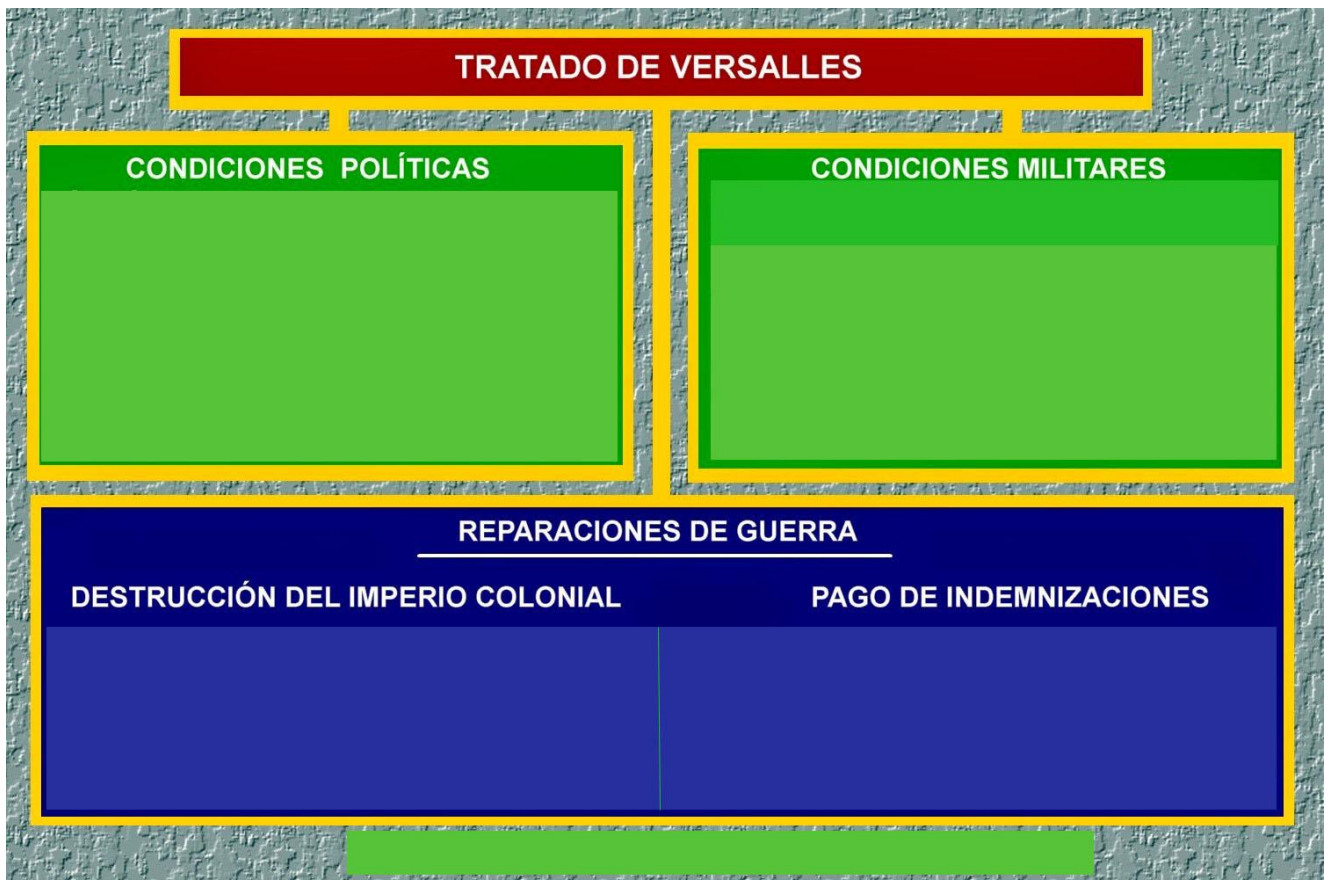 TRATADO DE VERSALLES
CONDICIONES POLÍTICAS
CONDICIONES MILITARES
REPARACIONES DE GUERRA
DESTRUCCIÓN DEL IMPERIO COLONIAL
PAGO DE INDEMNIZACIONES